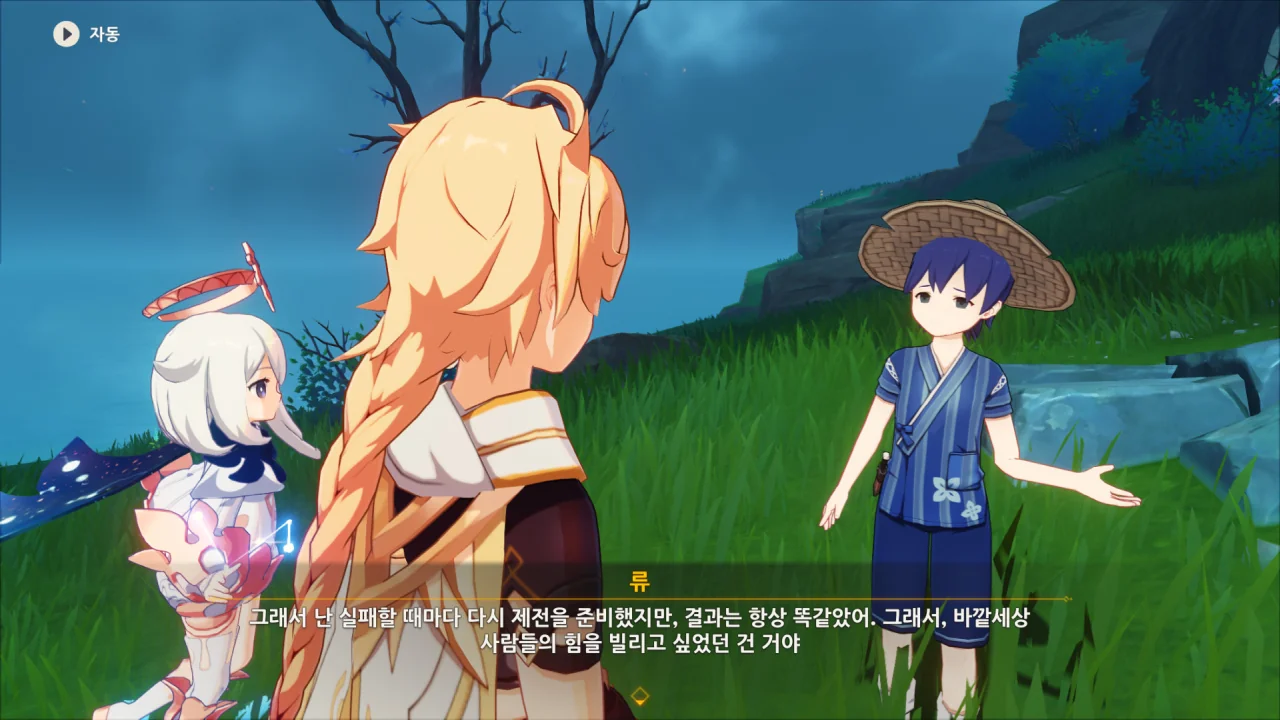 자동
류
그래서 난 실패할 때마다 다시 제전을 준비했지만, 결과는 항상 똑같았어. 그래서, 바깥세상
사람들의 힘을 빌리고 싶었던 건 거야